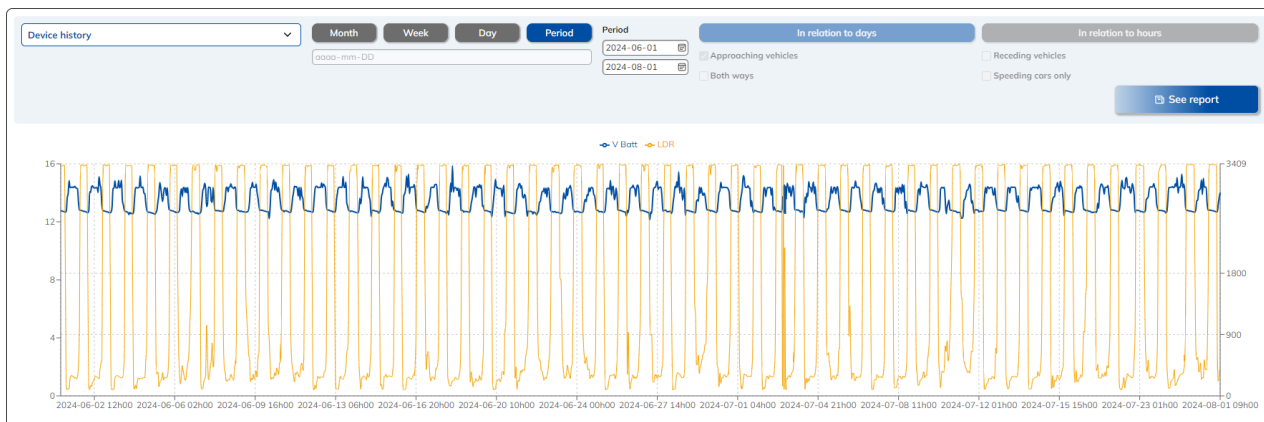 Device history
Month Week Day Period
aaaa-mm-DD
Period
2024-06-01
2024-08-01
In relation to days
Approaching vehicles
Both ways
In relation to hours
Receding vehicles
Speeding cars only
See report
V Batt LDR
16
12
8
4
0
3409
1800
900
0
2024-06-02 12h00 2024-06-06 02h00 2024-06-09 16h00 2024-06-13 06h00 2024-06-16 20h00 2024-06-20 10h00 2024-06-24 00h00 2024-06-27 14h00 2024-07-01 04h00 2024-07-04 21h00 2024-07-08 11h00 2024-07-12 01h00 2024-07-15 15h00 2024-07-23 01h00 2024-08-01 09h00